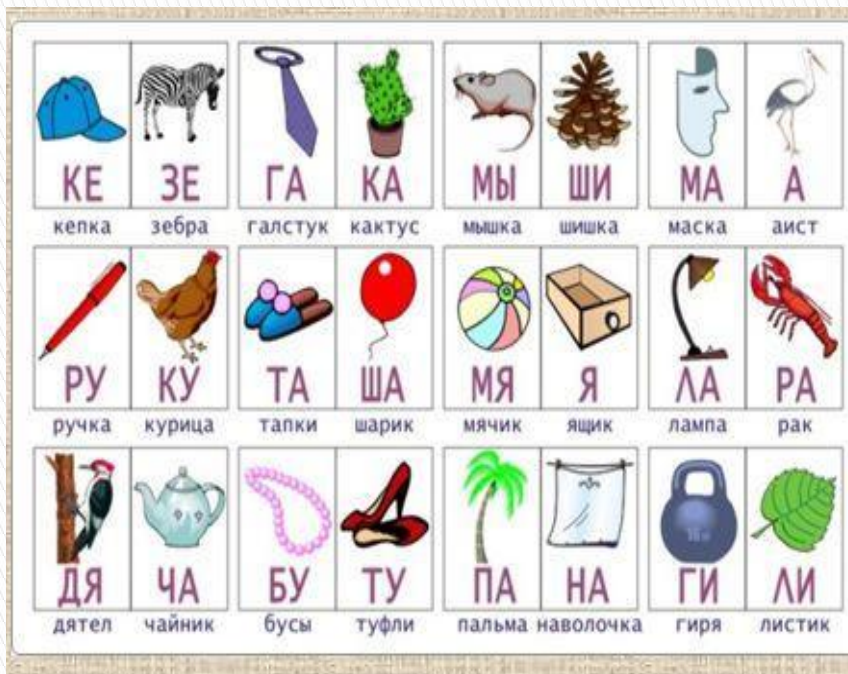 КЕ ЗЕ ГА КА МЫ ШИ МА А
кепка зебра галстук кактус мышка шишка маска аист
РУ КУ ТА ША МЯ Я ЛА РА
ручка курица тапки шарик мячик ящик лампа рак
16 кг
ДЯ ЧА БУ ТУ ПА НА ГИ ЛИ
дятел чайник бусы туфли пальма наволочка гиря листик